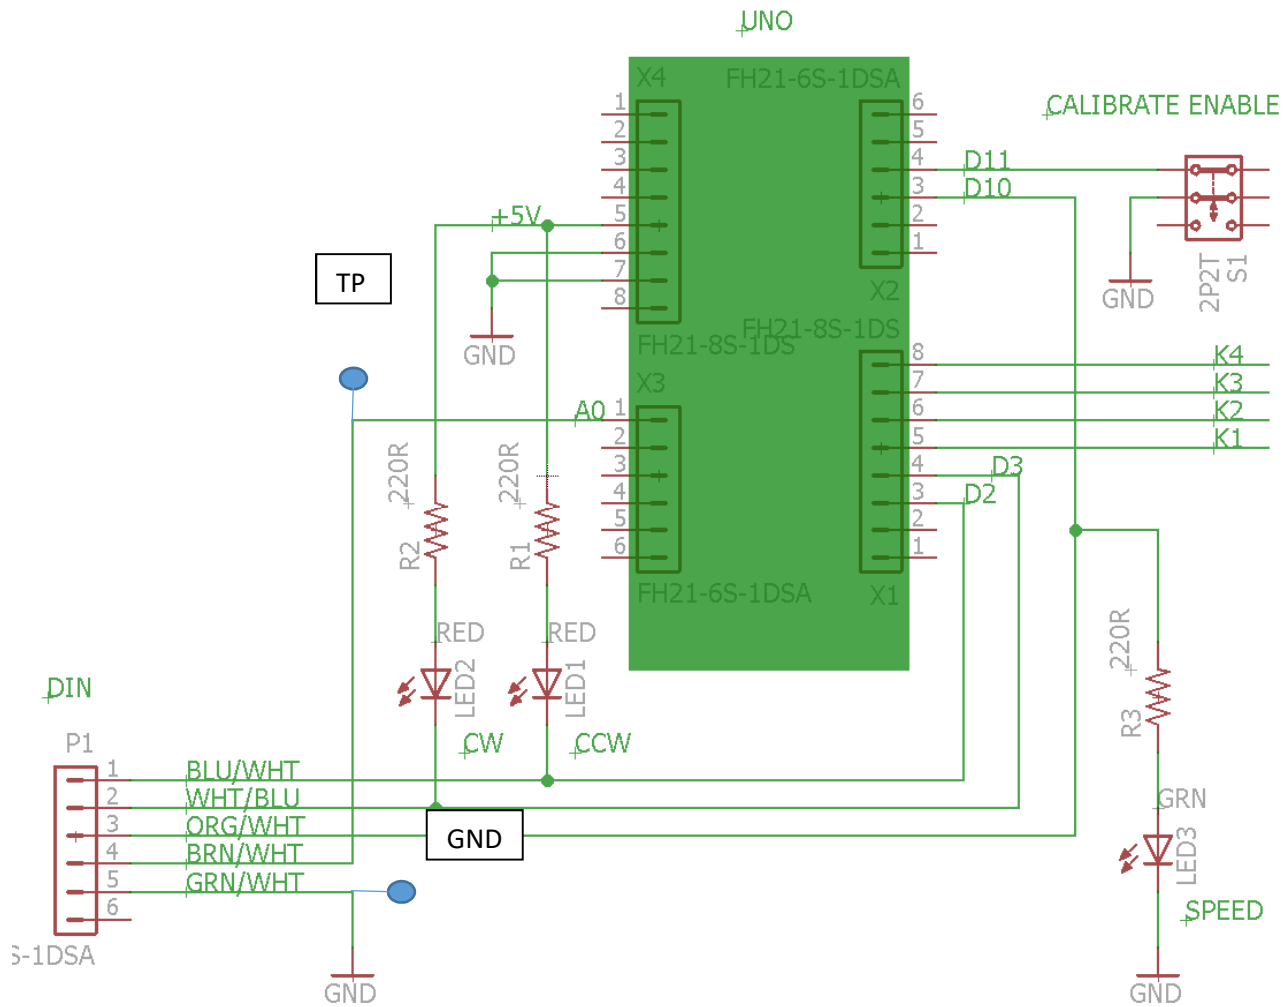 UNO
X4
FH21-6S-1DSA
1
2
3
4
5
6
7
8
6
5
4
3
2
1
CALIBRATE ENABLE
D11
D10
+5V
TP
GND
X2
FH21-8S-1DS
FH21-8S-1DS
GND
2P2T
S1
X3
A0
1
2
3
4
5
6
8
7
6
5
4
3
2
1
K4
K3
K2
K1
D3
D2
220R
R2
220R
R1
FH21-6S-1DSA
X1
RED
LED2
RED
LED1
220R
R3
DIN
P1
CW
CCW
1
2
3
4
5
6
BLU/WHT
WHT/BLU
ORG/WHT
BRN/WHT
GRN/WHT
GND
GRN
LED3
SPEED
S-1DSA
GND
GND